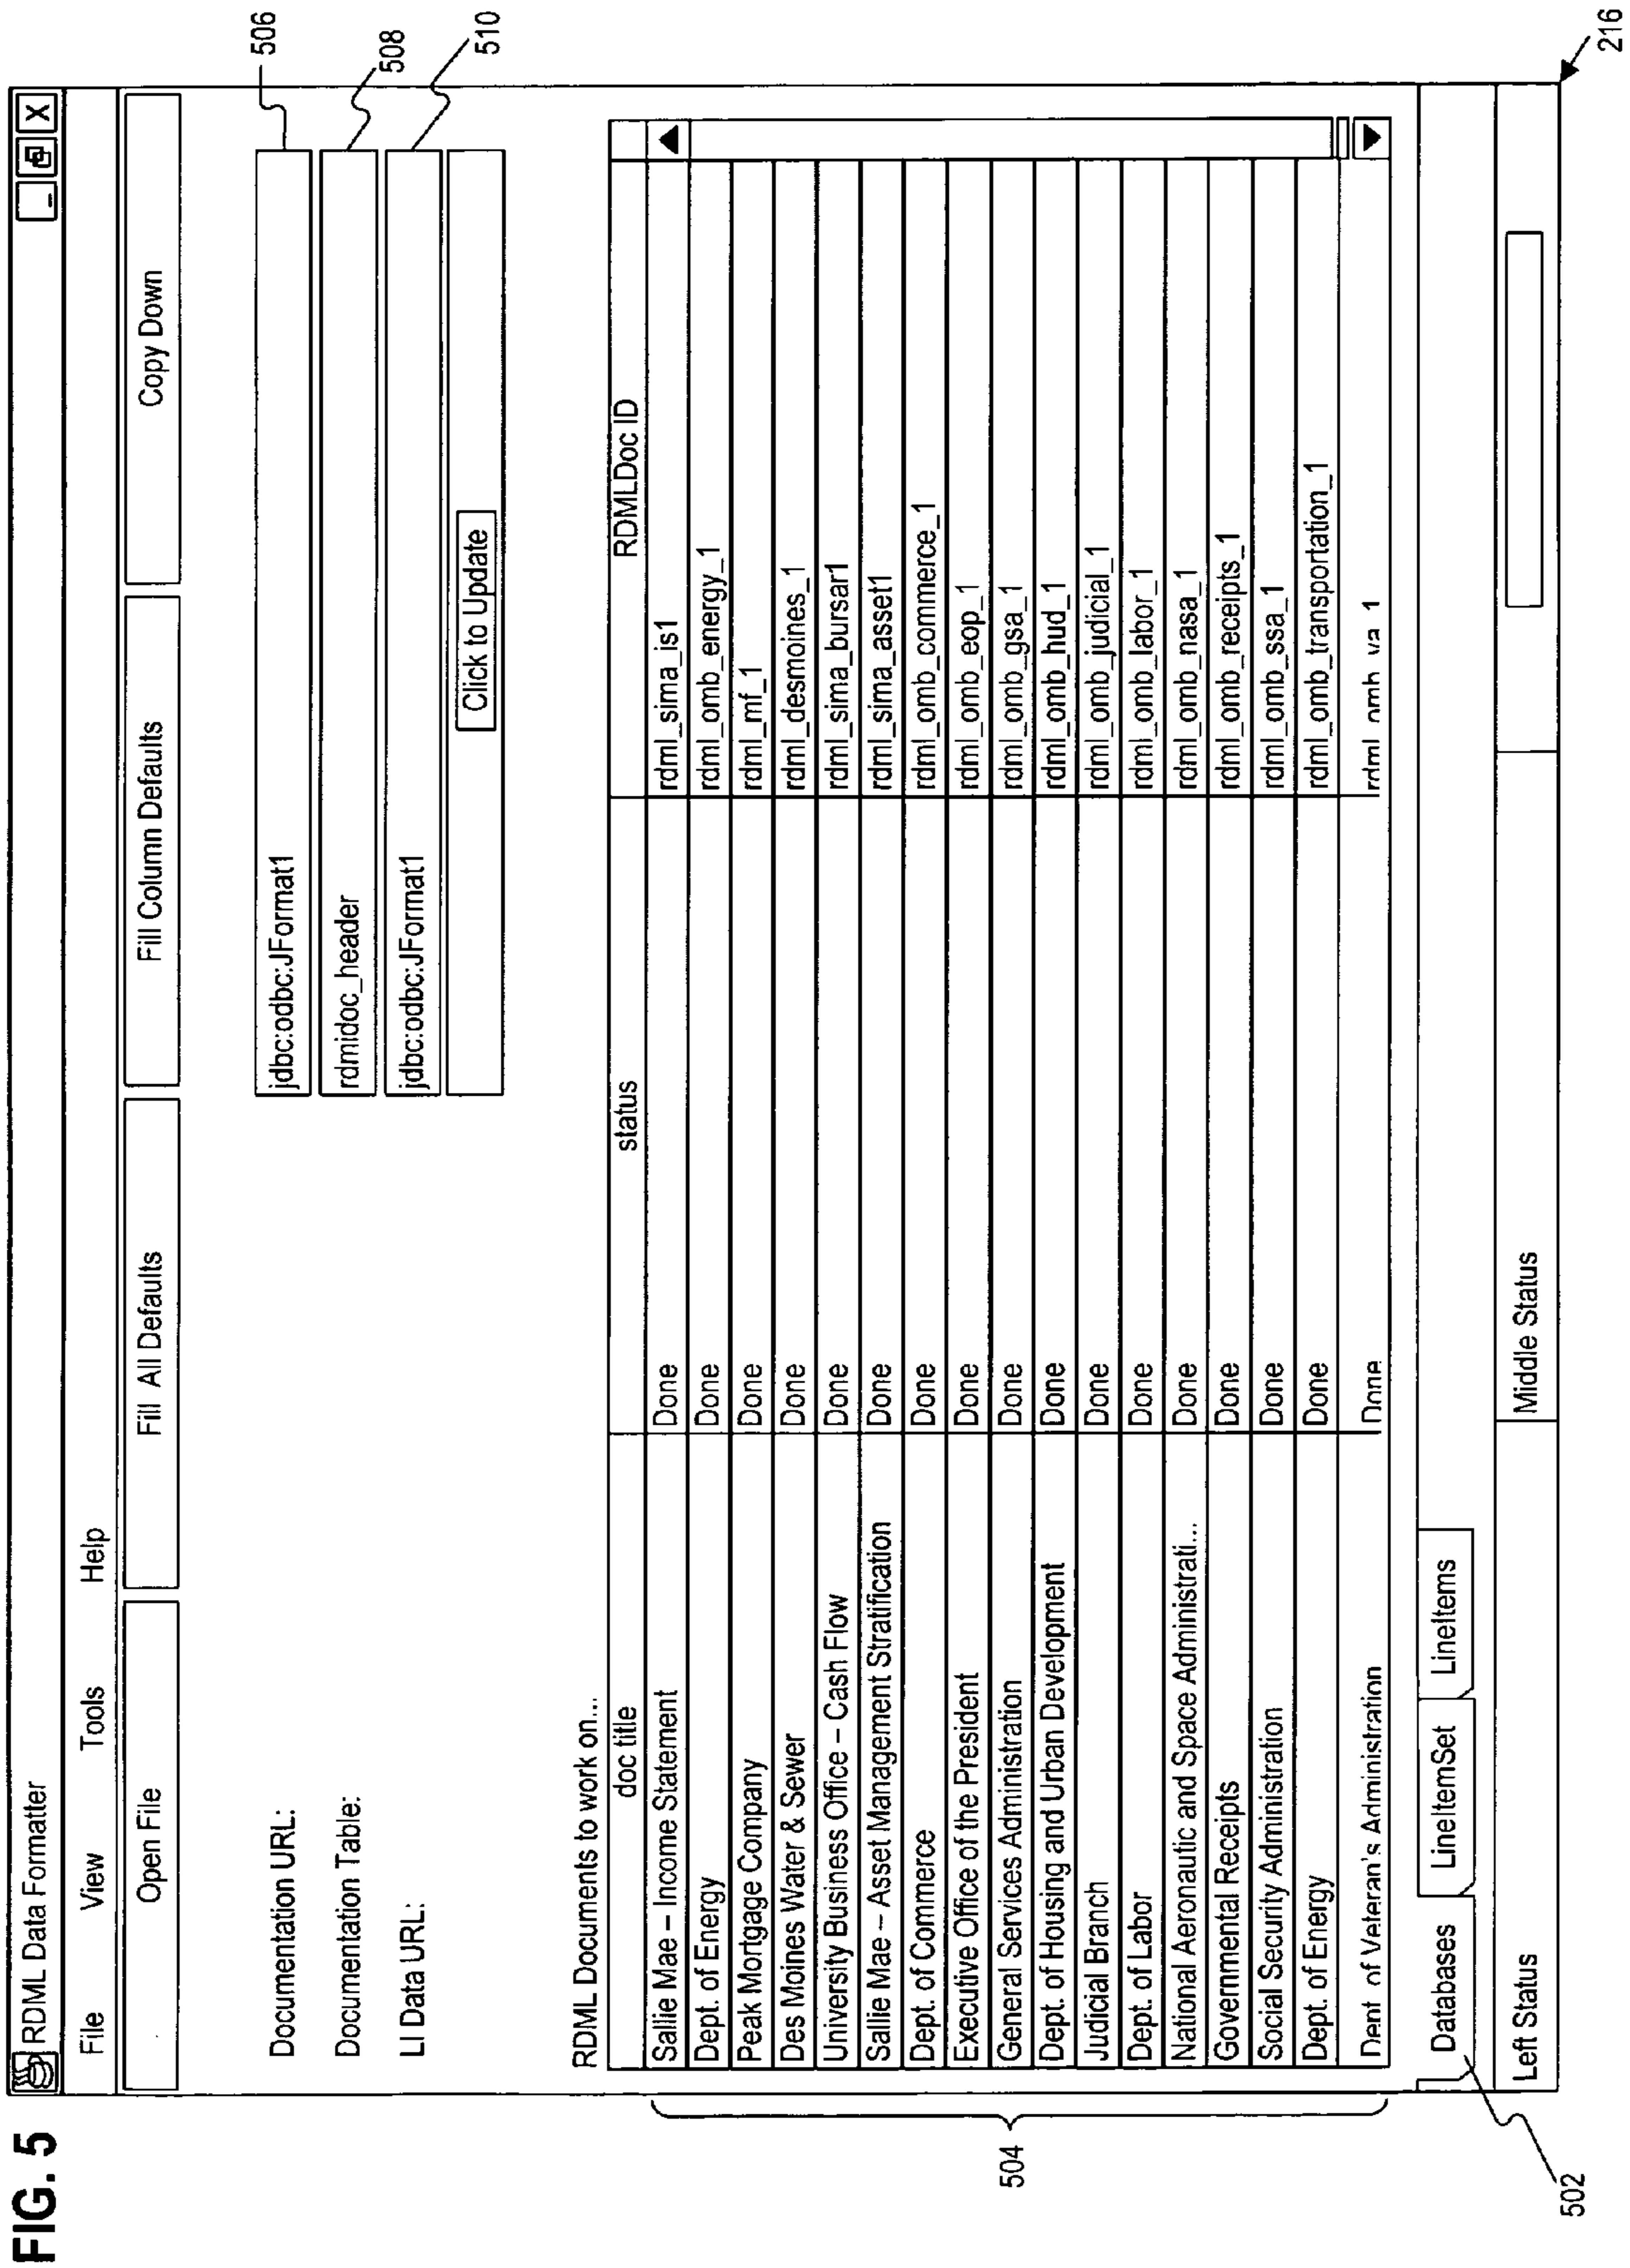 FIG. 5
RDML Data Formatter
_ X
File View Tools Help
Open File Fill All Defaults Fill Column Defaults Copy Down
Documentation URL: jdbc:odbc:JFormat1 506
Documentation Table: rdmidoc_header 508
LI Data URL: jdbc:odbc:JFormat1 510
Click to Update
RDML Documents to work on...
doc title status RDMLDoc ID
Sallie Mae – Income Statement Done rdml_sima_is1
Dept. of Energy Done rdml_omb_energy_1
Peak Mortgage Company Done rdml_mf_1
Des Moines Water & Sewer Done rdml_desmoines_1
University Business Office – Cash Flow Done rdml_sima_bursar1
Sallie Mae – Asset Management Stratification Done rdml_sima_asset1
Dept. of Commerce Done rdml_omb_commerce_1
Executive Office of the President Done rdml_omb_eop_1
General Services Administration Done rdml_omb_gsa_1
Dept. of Housing and Urban Development Done rdml_omb_hud_1
Judicial Branch Done rdml_omb_judicial_1
Dept. of Labor Done rdml_omb_labor_1
National Aeronautic and Space Administrati... Done rdml_omb_nasa_1
Governmental Receipts Done rdml_omb_receipts_1
Social Security Administration Done rdml_omb_ssa_1
Dept. of Energy Done rdml_omb_transportation_1
Dept. of Veteran's Administration Done rdml_omb_va_1
504
Databases LineItemSet LineItems
502
Left Status Middle Status
216